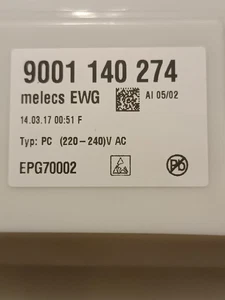 9001 140 274
melecs EWG
AI 05/02
14.03.17 00:51 F
Typ: PC (220-240)V AC
EPG70002
Pb